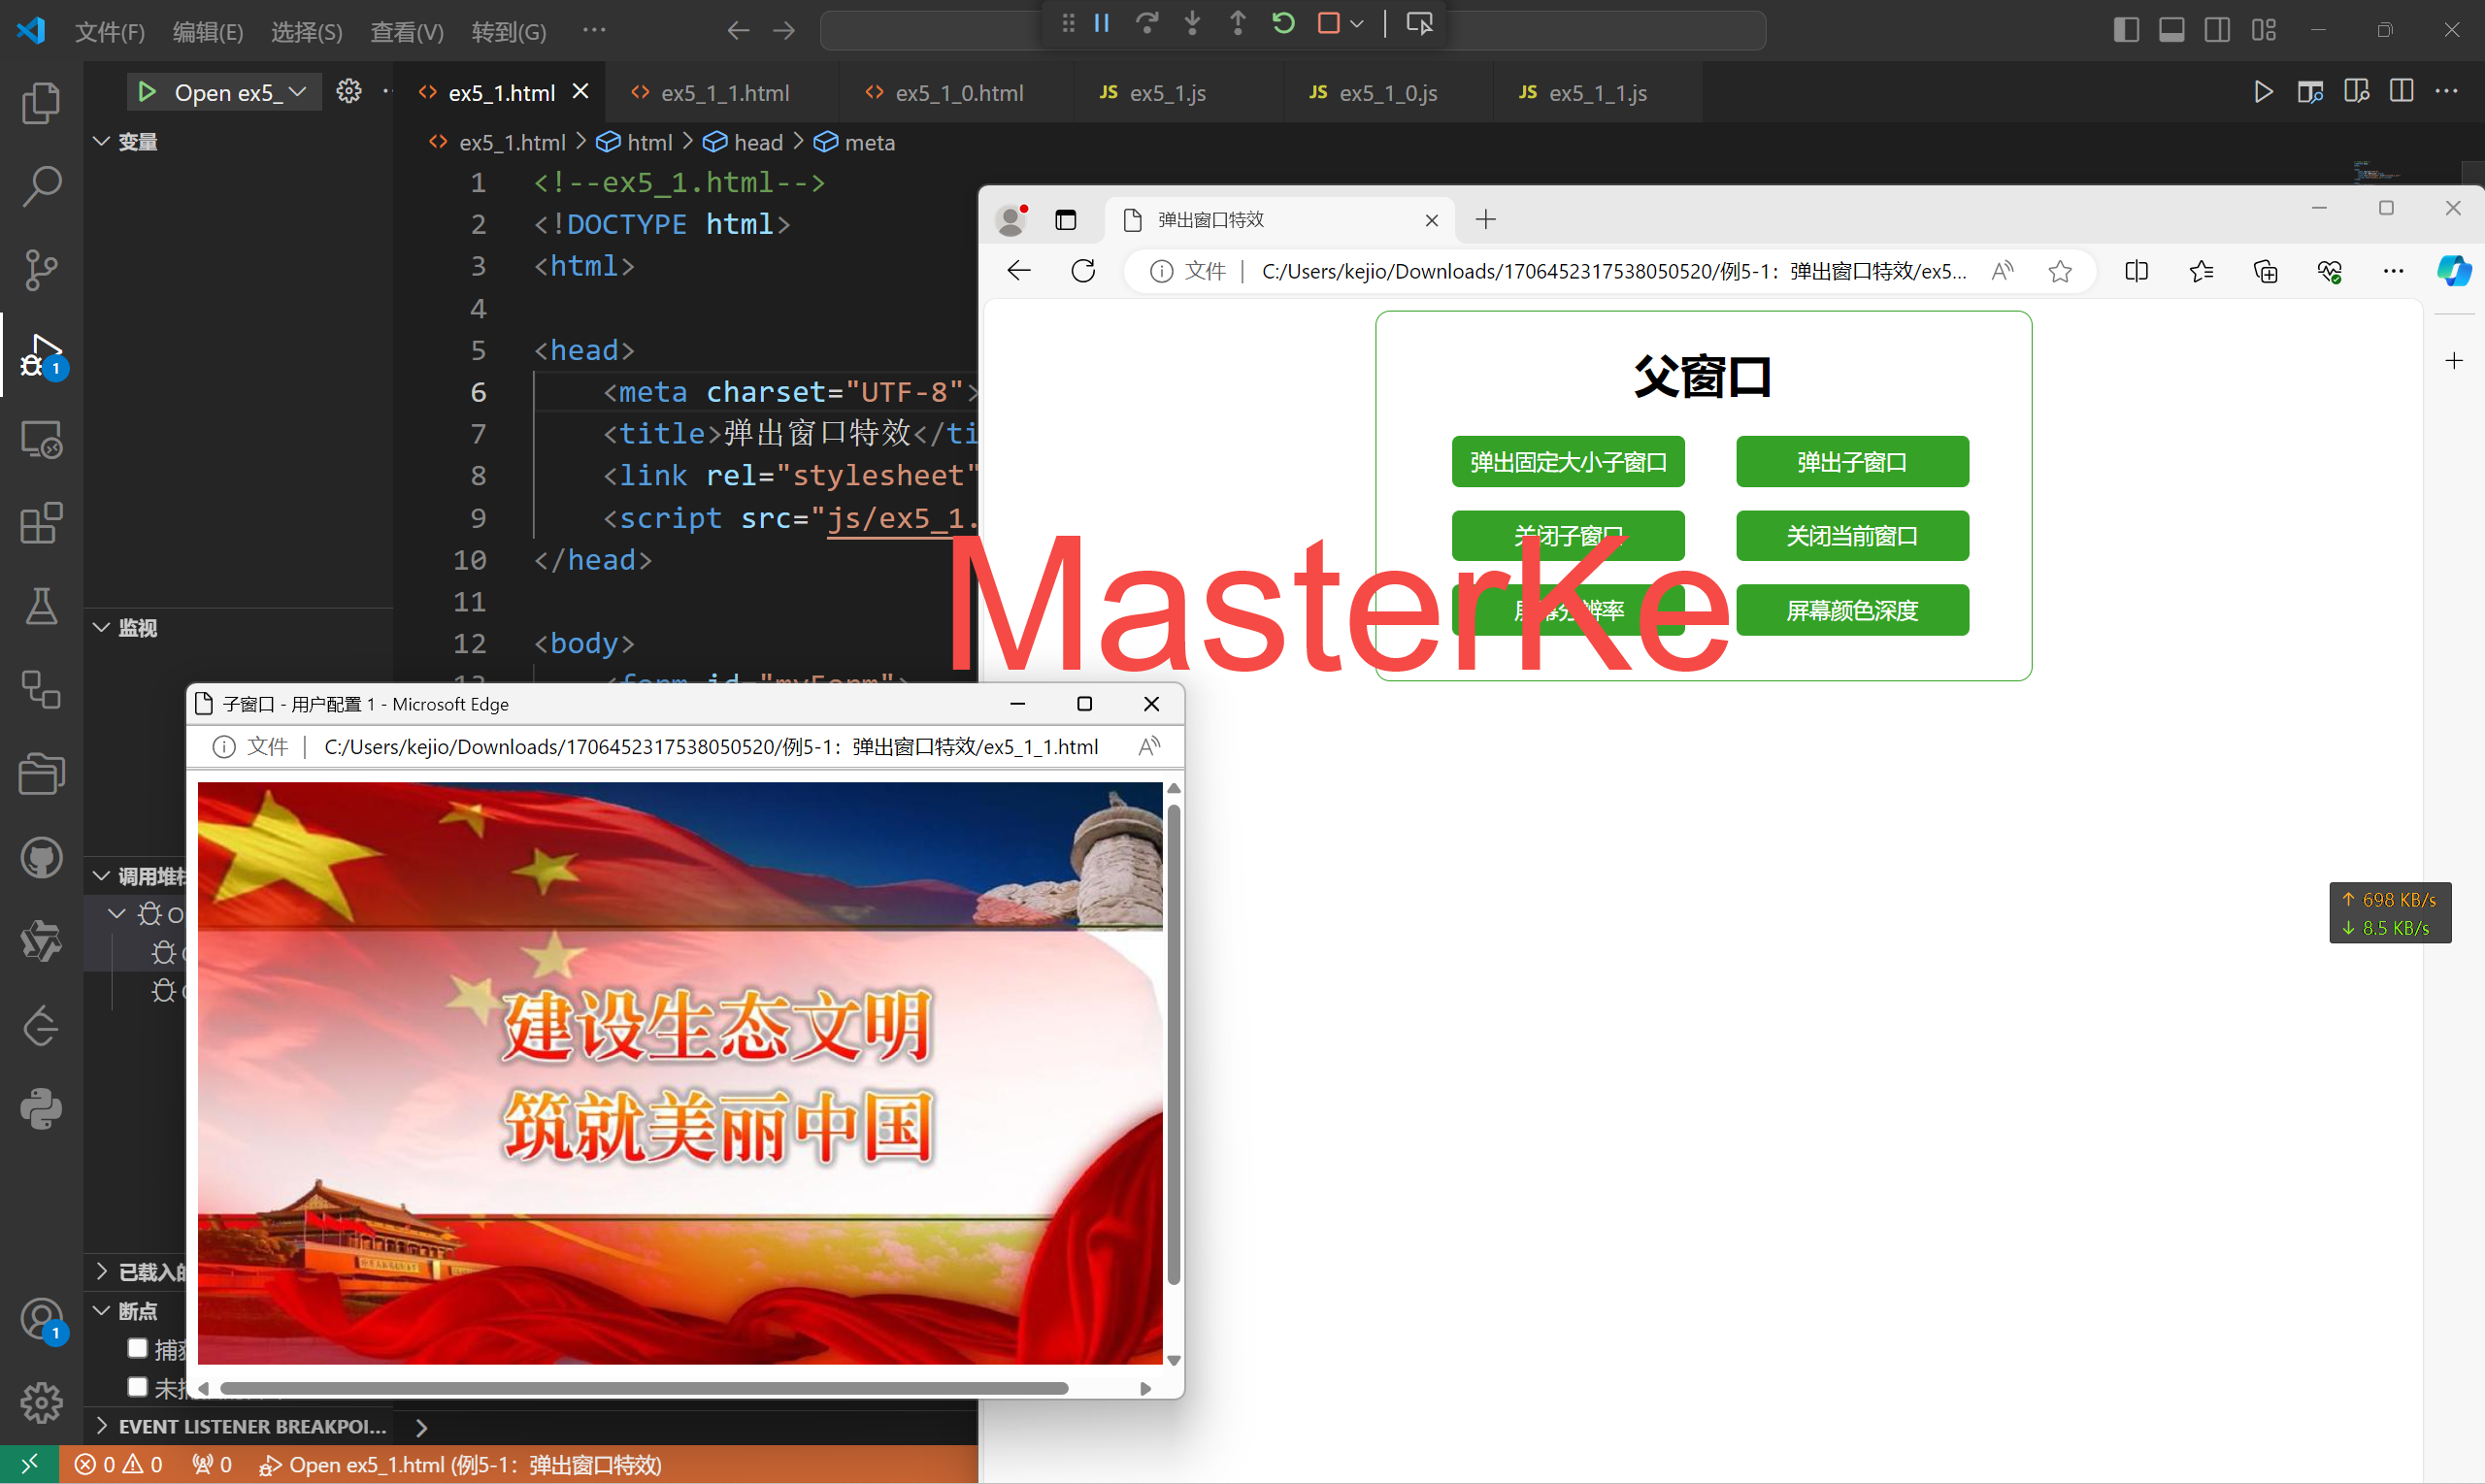 文件(F) 编辑(E) 选择(S) 查看(V) 转到(G) ...
Open ex5_
ex5_1.html
ex5_1_1.html
ex5_1_0.html
JS ex5_1.js
JS ex5_1_0.js
JS ex5_1_1.js
变量
ex5_1.html > html > head > meta
1 <!--ex5_1.html-->
2 <!DOCTYPE html>
3 <html>
4
5 <head>
6 <meta charset="UTF-8">
7 <title>弹出窗口特效</ti
8 <link rel="stylesheet"
9 <script src="js/ex5_1.
10 </head>
11
12 <body>
13 <form id="myForm">
监视
调用堆栈
已载入的
断点
EVENT LISTENER BREAKPOI...
1
1
0 0 0 Open ex5_1.html (例5-1：弹出窗口特效)
弹出窗口特效
文件 | C:/Users/kejio/Downloads/1706452317538050520/例5-1：弹出窗口特效/ex5...
父窗口
弹出固定大小子窗口 弹出子窗口
关闭子窗口 关闭当前窗口
屏幕分辨率 屏幕颜色深度
MasterKe
子窗口 - 用户配置 1 - Microsoft Edge
文件 | C:/Users/kejio/Downloads/1706452317538050520/例5-1：弹出窗口特效/ex5_1_1.html
建设生态文明
筑就美丽中国
↑ 698 KB/s
↓ 8.5 KB/s